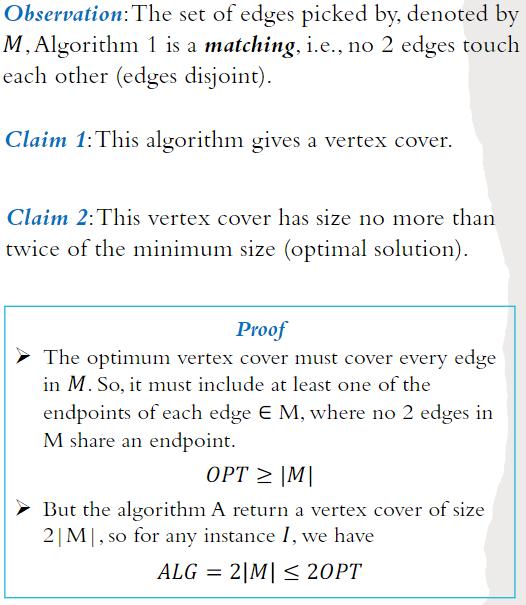 Observation: The set of edges picked by, denoted by
M, Algorithm 1 is a matching, i.e., no 2 edges touch
each other (edges disjoint).
Claim 1: This algorithm gives a vertex cover.
Claim 2: This vertex cover has size no more than
twice of the minimum size (optimal solution).
Proof
➢ The optimum vertex cover must cover every edge
in M. So, it must include at least one of the
endpoints of each edge ∈ M, where no 2 edges in
M share an endpoint.
OPT ≥ |M|
➢ But the algorithm A return a vertex cover of size
2|M|, so for any instance I, we have
ALG = 2|M| ≤ 2OPT